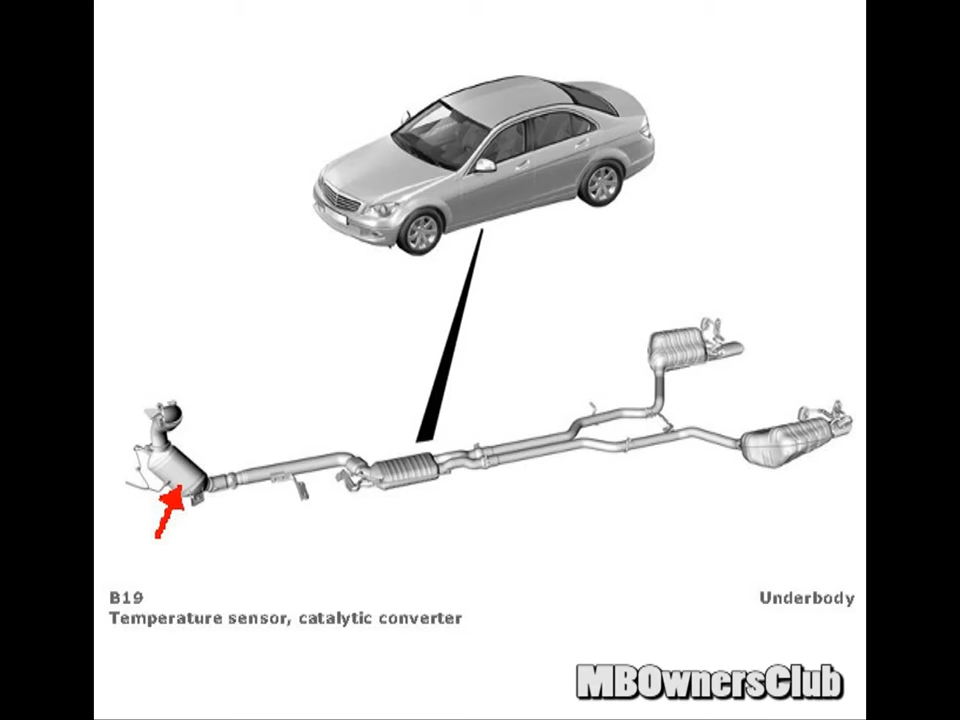 B19
Temperature sensor, catalytic converter
Underbody
MBOwnersClub